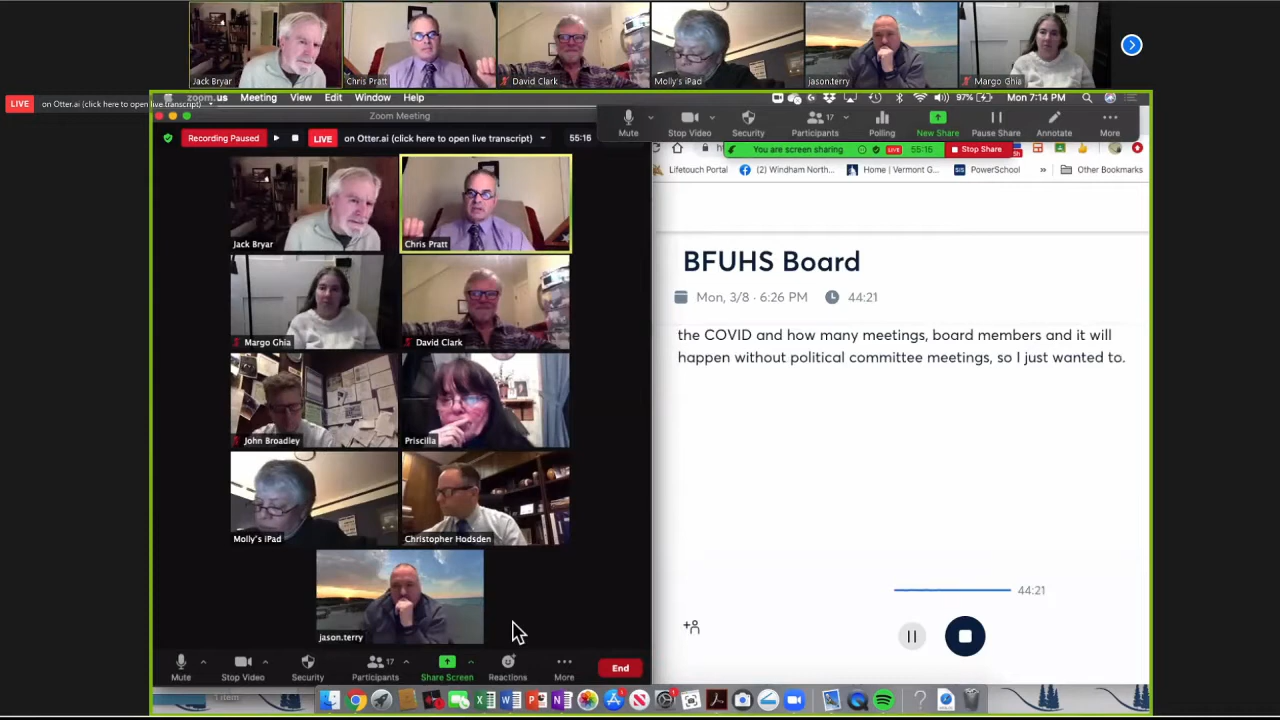 Jack Bryar
Chris Pratt
David Clark
Molly's iPad
jason.terry
Margo Ghia
LIVE on Otter.ai (click here to open live transcript)
zoom.us Meeting View Edit Window Help
97% Mon 7:14 PM
Zoom Meeting
Recording Paused LIVE on Otter.ai (click here to open live transcript) 55:16
Mute Stop Video Security Participants 17 Polling New Share Pause Share Annotate More
You are screen sharing LIVE 55:16 Stop Share
Lifetouch Portal (2) Windham North... Home | Vermont G... SIS PowerSchool » Other Bookmarks
Jack Bryar
Chris Pratt
Margo Ghia
David Clark
John Broadley
Priscilla
Molly's iPad
Christopher Hodsden
jason.terry
BFUHS Board
Mon, 3/8 · 6:26 PM 44:21
the COVID and how many meetings, board members and it will
happen without political committee meetings, so I just wanted to.
44:21
Mute Stop Video Security Participants 17 Share Screen Reactions More End
1 item